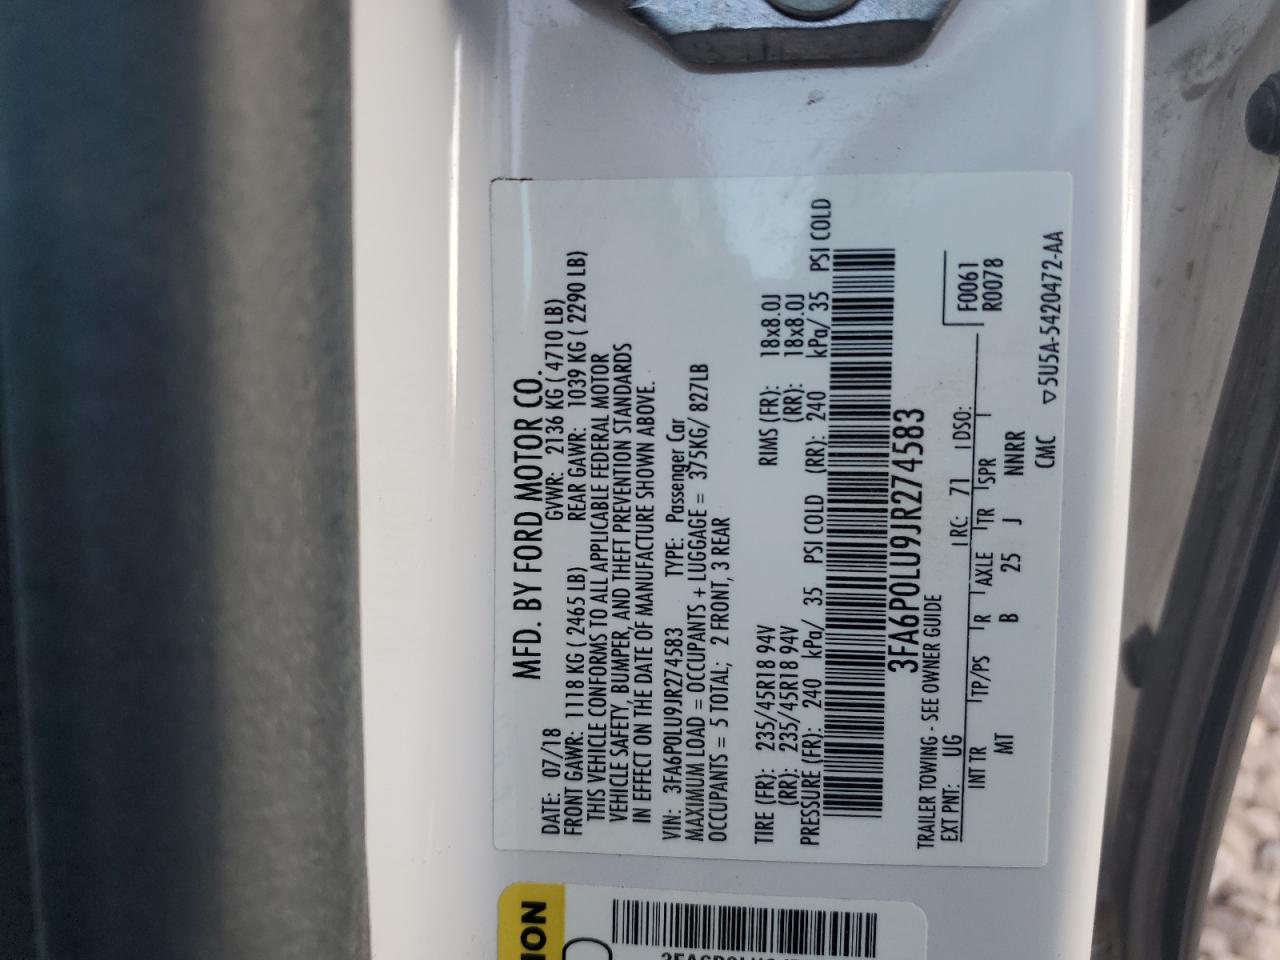 MFD. BY FORD MOTOR CO.
DATE: 07/18 GVWR: 2136 KG ( 4710 LB)
FRONT GAWR: 1118 KG ( 2465 LB) REAR GAWR: 1039 KG ( 2290 LB)
THIS VEHICLE CONFORMS TO ALL APPLICABLE FEDERAL MOTOR
VEHICLE SAFETY, BUMPER, AND THEFT PREVENTION STANDARDS
IN EFFECT ON THE DATE OF MANUFACTURE SHOWN ABOVE.
VIN: 3FA6P0LU9JR274583 TYPE: Passenger Car
MAXIMUM LOAD = OCCUPANTS + LUGGAGE = 375KG/ 827LB
OCCUPANTS = 5 TOTAL; 2 FRONT, 3 REAR
TIRE (FR): 235/45R18 94V RIMS (FR): 18x8.0J
(RR): 235/45R18 94V (RR): 18x8.0J
PRESSURE (FR): 240 kPa/ 35 PSI COLD (RR): 240 kPa/ 35 PSI COLD
3FA6P0LU9JR274583
TRAILER TOWING - SEE OWNER GUIDE
EXT PNT: UG RC: 71 DSO: F0061
R0078
INT TR TP/PS R AXLE TR SPR
MT B 25 J NNRR
CMC
▽5U5A-5420472-AA